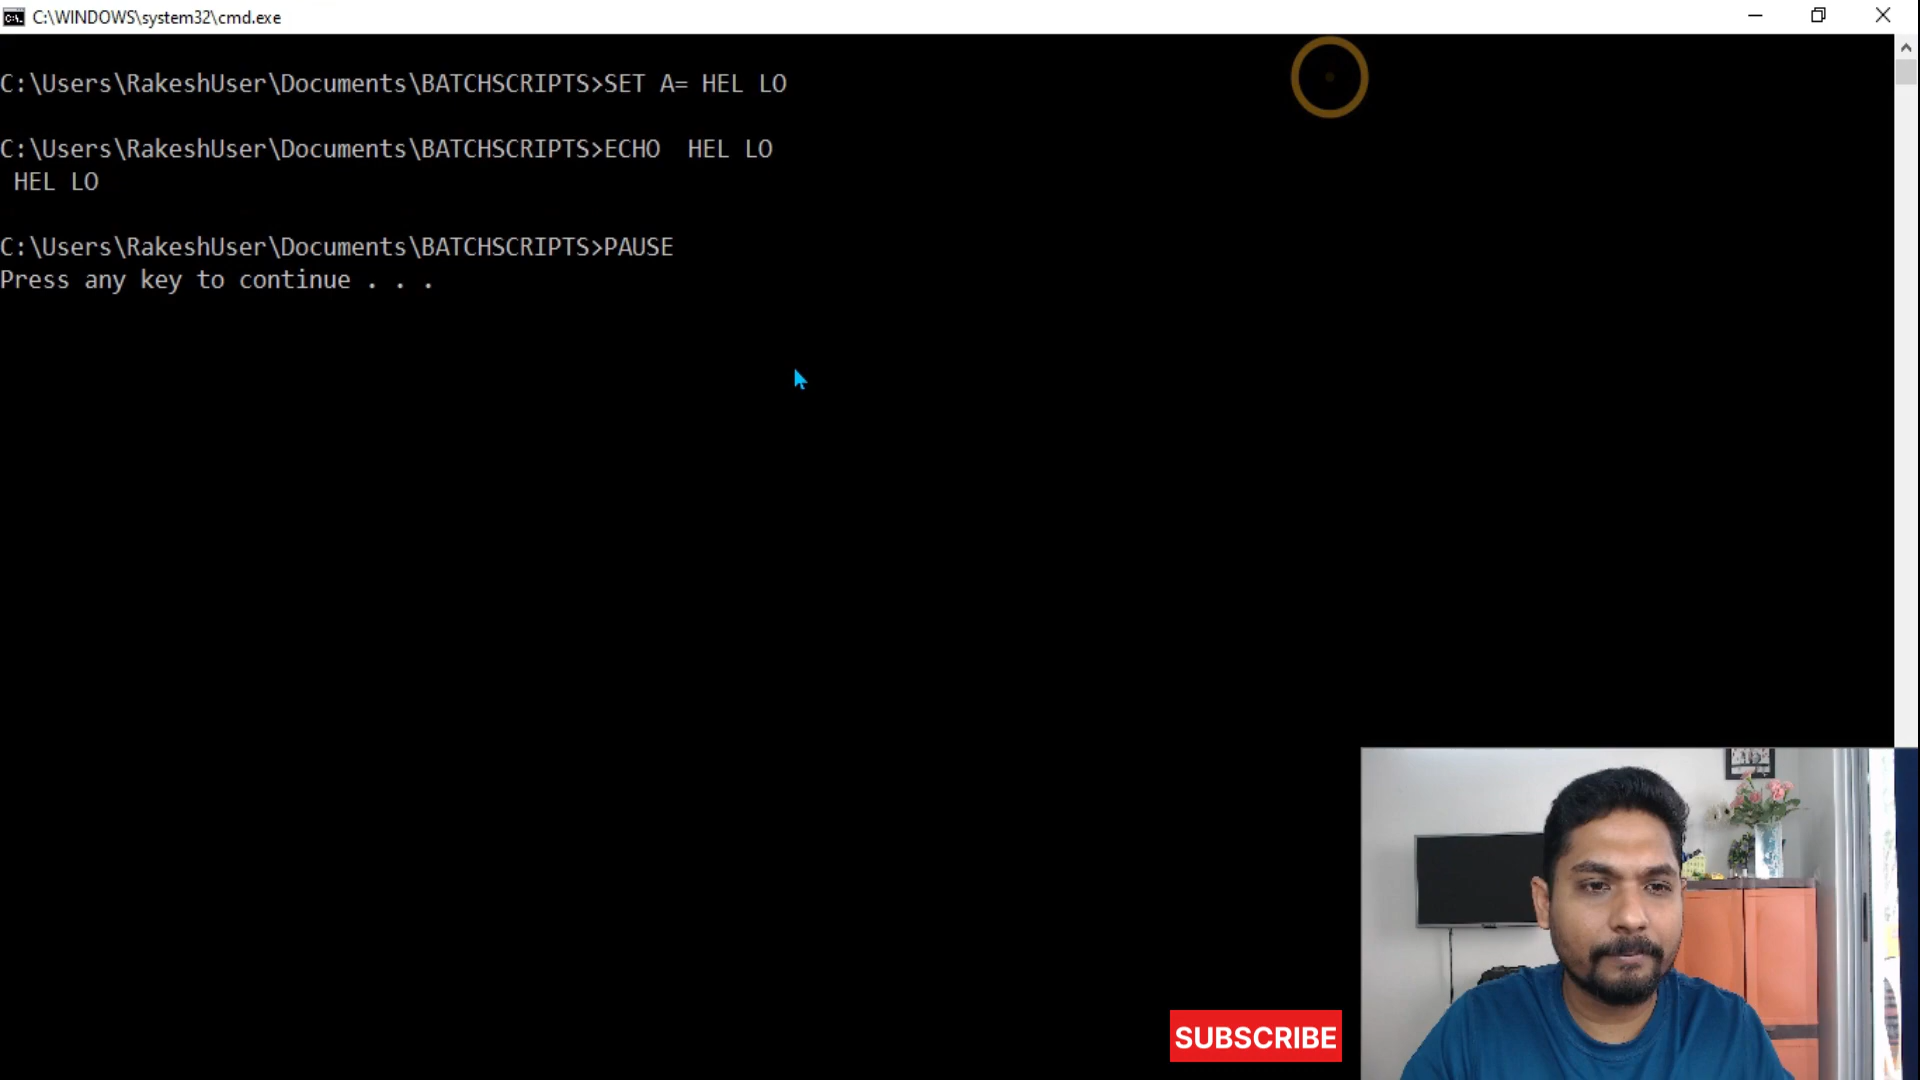 C:\WINDOWS\system32\cmd.exe
C:\Users\RakeshUser\Documents\BATCHSCRIPTS>SET A= HEL LO
C:\Users\RakeshUser\Documents\BATCHSCRIPTS>ECHO  HEL LO
 HEL LO
C:\Users\RakeshUser\Documents\BATCHSCRIPTS>PAUSE
Press any key to continue . . .
SUBSCRIBE